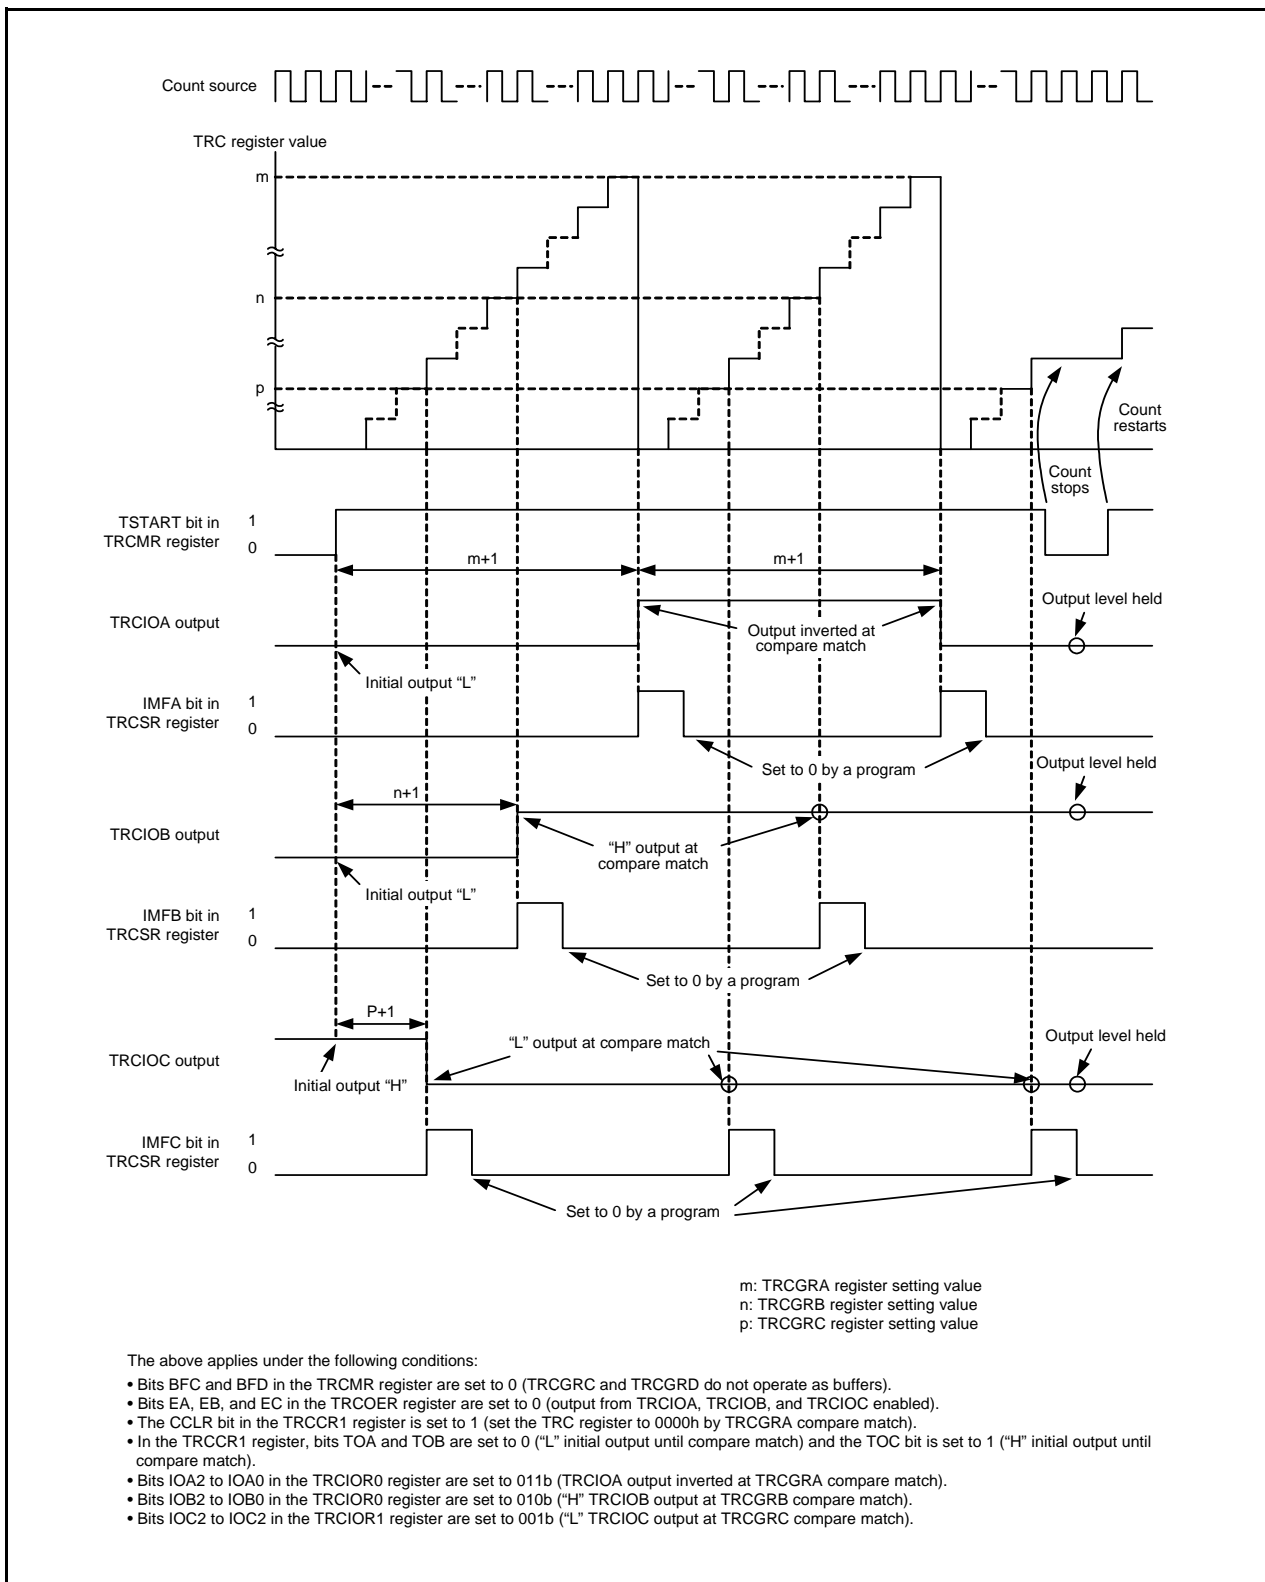 Count source
TRC register value
m
n
p
Count
restarts
Count
stops
TSTART bit in
TRCMR register
1
0
m+1
m+1
TRCIOA output
Output level held
Output inverted at
compare match
Initial output “L”
IMFA bit in
TRCSR register
1
0
Set to 0 by a program
Output level held
n+1
TRCIOB output
“H” output at
compare match
Initial output “L”
IMFB bit in
TRCSR register
1
0
Set to 0 by a program
P+1
TRCIOC output
“L” output at compare match
Output level held
Initial output “H”
IMFC bit in
TRCSR register
1
0
Set to 0 by a program
m: TRCGRA register setting value
n: TRCGRB register setting value
p: TRCGRC register setting value
The above applies under the following conditions:
• Bits BFC and BFD in the TRCMR register are set to 0 (TRCGRC and TRCGRD do not operate as buffers).
• Bits EA, EB, and EC in the TRCOER register are set to 0 (output from TRCIOA, TRCIOB, and TRCIOC enabled).
• The CCLR bit in the TRCCR1 register is set to 1 (set the TRC register to 0000h by TRCGRA compare match).
• In the TRCCR1 register, bits TOA and TOB are set to 0 (“L” initial output until compare match) and the TOC bit is set to 1 (“H” initial output until
compare match).
• Bits IOA2 to IOA0 in the TRCIOR0 register are set to 011b (TRCIOA output inverted at TRCGRA compare match).
• Bits IOB2 to IOB0 in the TRCIOR0 register are set to 010b (“H” TRCIOB output at TRCGRB compare match).
• Bits IOC2 to IOC2 in the TRCIOR1 register are set to 001b (“L” TRCIOC output at TRCGRC compare match).